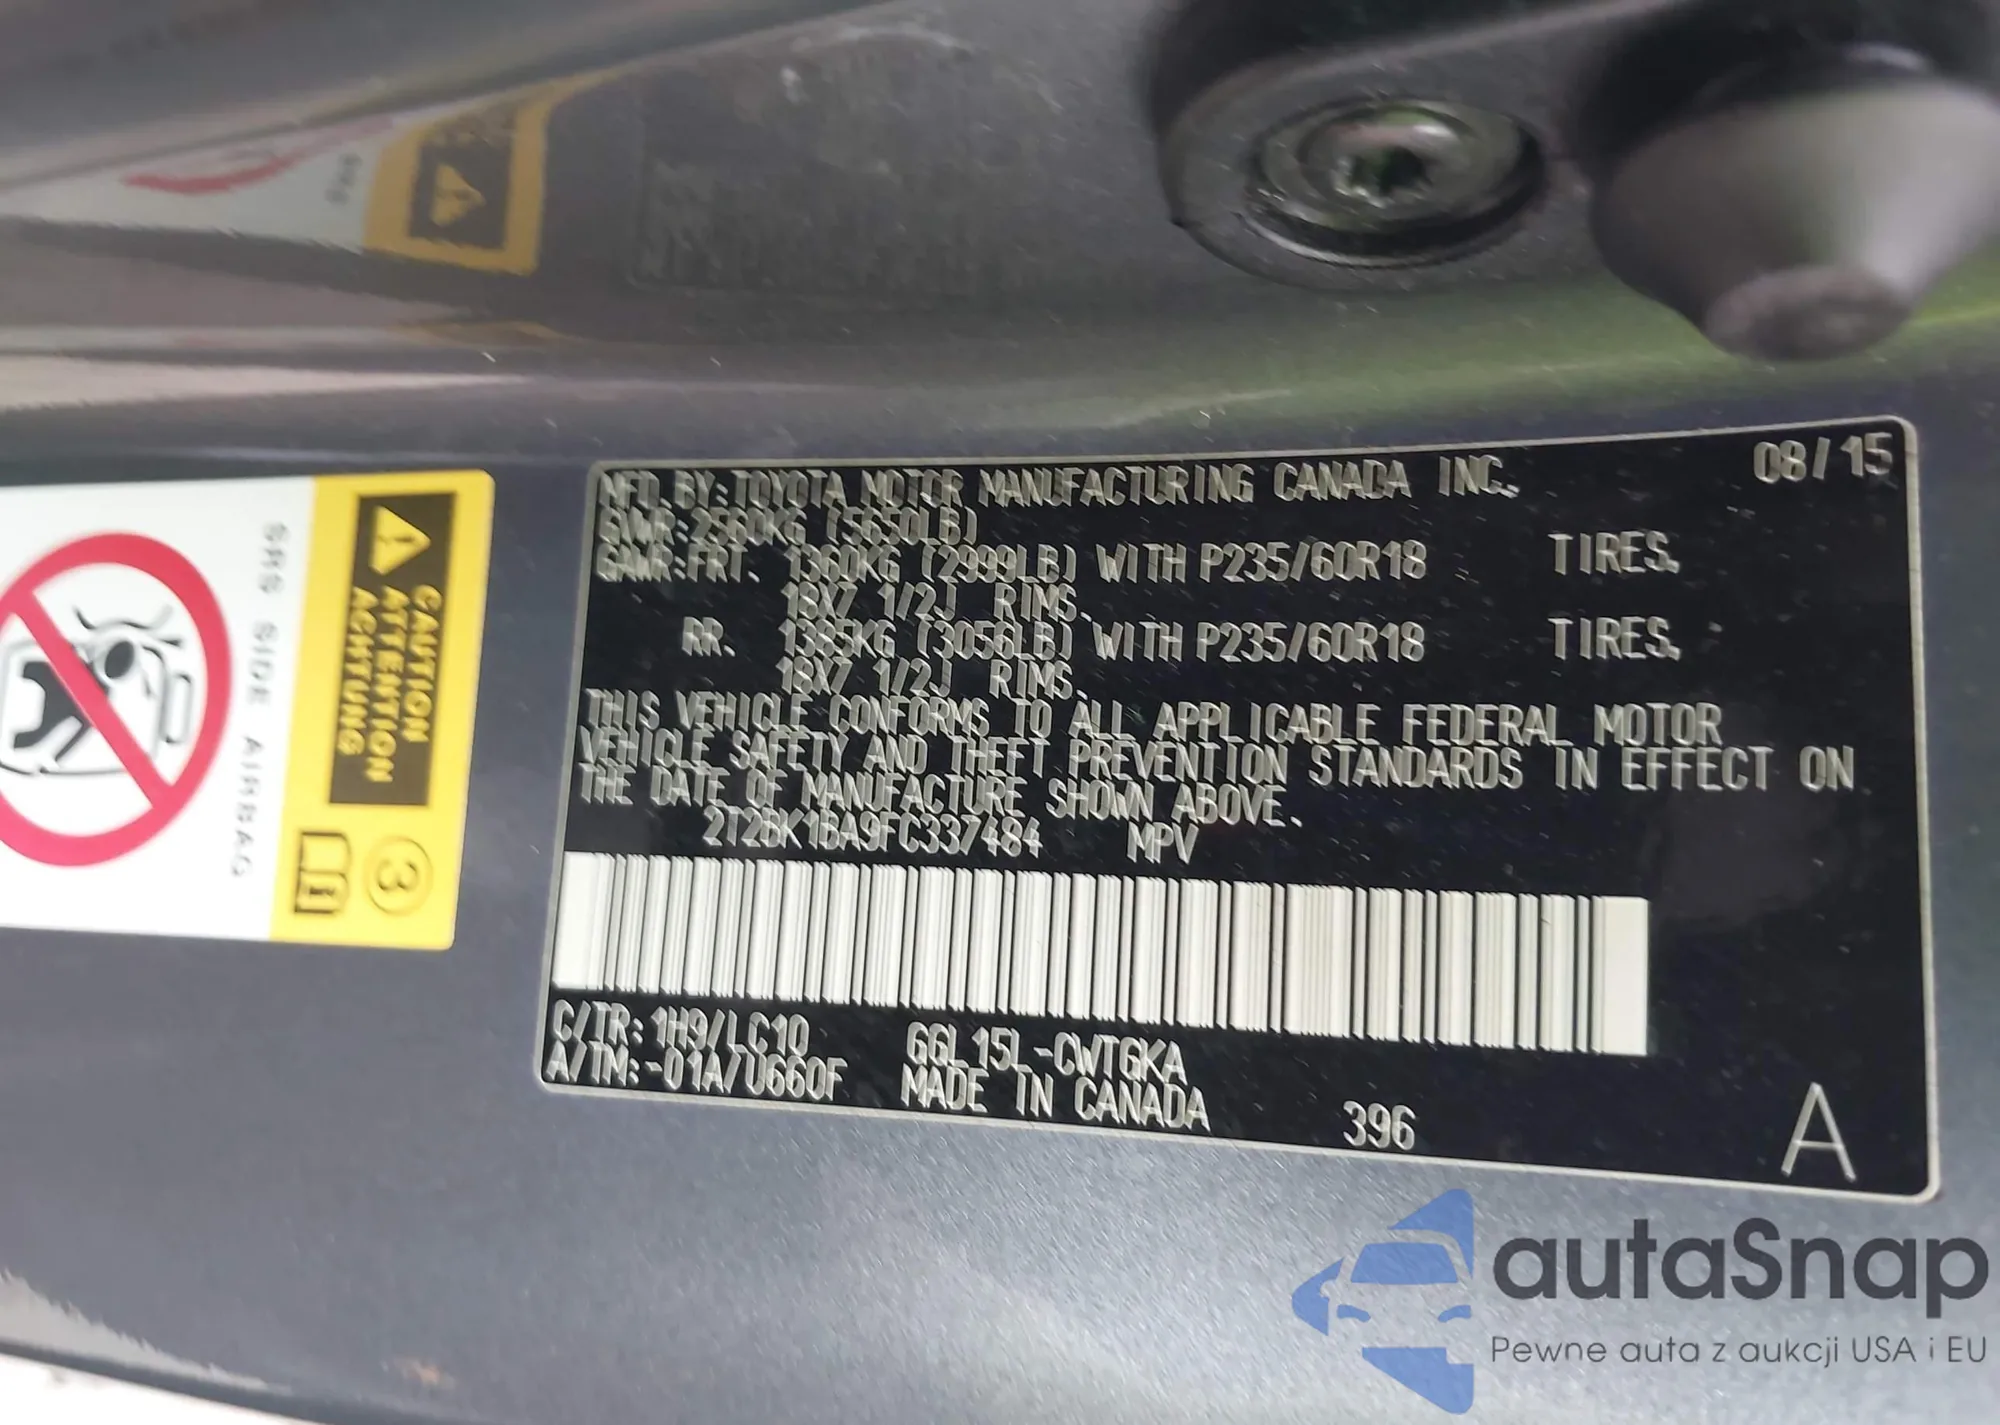 MFD. BY: TOYOTA MOTOR MANUFACTURING CANADA INC. 08/15
GVWR: 2560KG (5650LB)
GAWR: FRT. 1360KG (2999LB) WITH P235/60R18 TIRES,
18X7 1/2J RIMS.
RR. 1385KG (3056LB) WITH P235/60R18 TIRES,
18X7 1/2J RIMS.
THIS VEHICLE CONFORMS TO ALL APPLICABLE FEDERAL MOTOR
VEHICLE SAFETY AND THEFT PREVENTION STANDARDS IN EFFECT ON
THE DATE OF MANUFACTURE SHOWN ABOVE.
2T2BK1BA9FC337484 MPV
C/TR: 1H9/LC10 GGL15L-CWTGKA
A/TM: -01A/U660F MADE IN CANADA
396
A
CAUTION
ATTENTION
ACHTUNG
3
SRS SIDE AIRBAG
autaSnap
Pewne auta z aukcji USA i EU